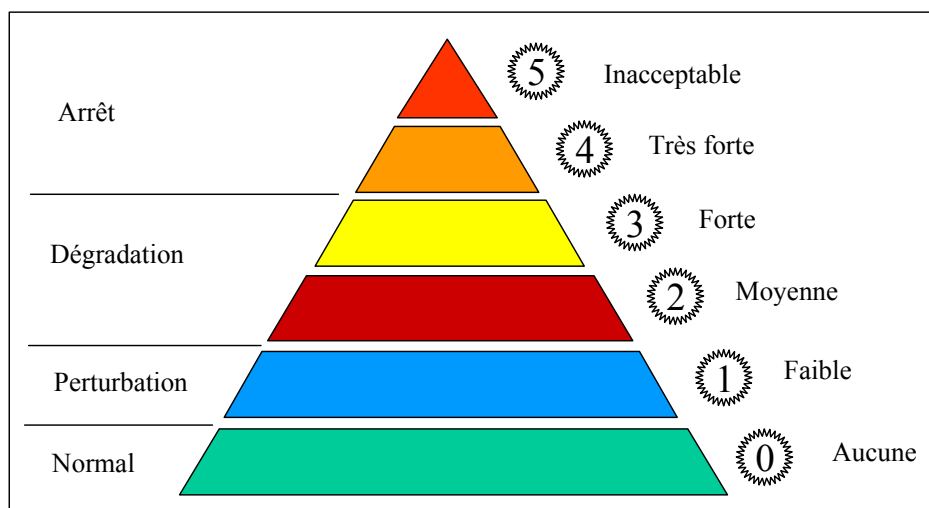 5 Inacceptable
Arrêt
4 Très forte
3 Forte
Dégradation
2 Moyenne
1 Faible
Perturbation
0 Aucune
Normal